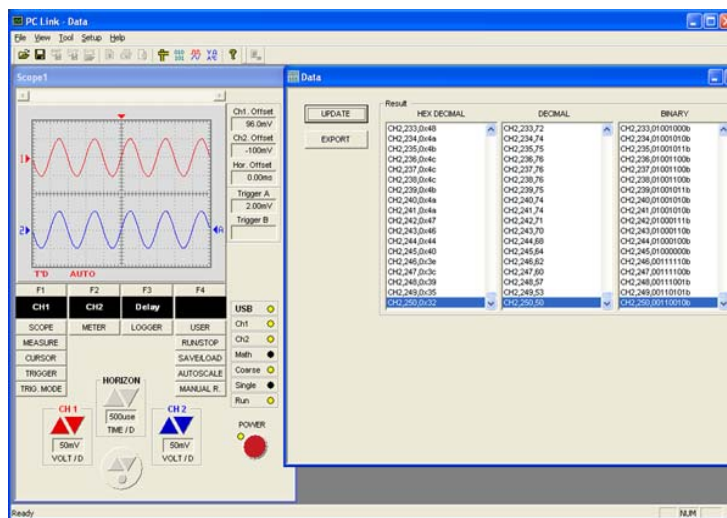 PC Link - Data
File View Tool Setup Help
Scope1
Ch1. Offset
96.0mV
Ch2. Offset
-100mV
Hor. Offset
0.00ms
Trigger A
2.00mV
Trigger B
1
2
A
T'D AUTO
F1 F2 F3 F4
CH1 CH2 Delay
SCOPE METER LOGGER USER
MEASURE RUN/STOP
CURSOR SAVE/LOAD
TRIGGER AUTOSCALE
TRIG. MODE MANUAL R.
USB
Ch1
Ch2
Math
Coarse
Single
Run
POWER
HORIZON
500use
TIME / D
CH 1
50mV
VOLT / D
CH 2
50mV
VOLT / D
Data
UPDATE
EXPORT
Result
HEX DECIMAL DECIMAL BINARY
CH2,233,0x48 CH2,233,72 CH2,233,01001000b
CH2,234,0x4a CH2,234,74 CH2,234,01001010b
CH2,235,0x4b CH2,235,75 CH2,235,01001011b
CH2,236,0x4c CH2,236,76 CH2,236,01001100b
CH2,237,0x4c CH2,237,76 CH2,237,01001100b
CH2,238,0x4c CH2,238,76 CH2,238,01001100b
CH2,239,0x4b CH2,239,75 CH2,239,01001011b
CH2,240,0x4a CH2,240,74 CH2,240,01001010b
CH2,241,0x4a CH2,241,74 CH2,241,01001010b
CH2,242,0x47 CH2,242,71 CH2,242,01000111b
CH2,243,0x46 CH2,243,70 CH2,243,01000110b
CH2,244,0x44 CH2,244,68 CH2,244,01000100b
CH2,245,0x40 CH2,245,64 CH2,245,01000000b
CH2,246,0x3e CH2,246,62 CH2,246,00111110b
CH2,247,0x3c CH2,247,60 CH2,247,00111100b
CH2,248,0x39 CH2,248,57 CH2,248,00111001b
CH2,249,0x35 CH2,249,53 CH2,249,00110101b
CH2,250,0x32 CH2,250,50 CH2,250,00110010b
Ready NUM